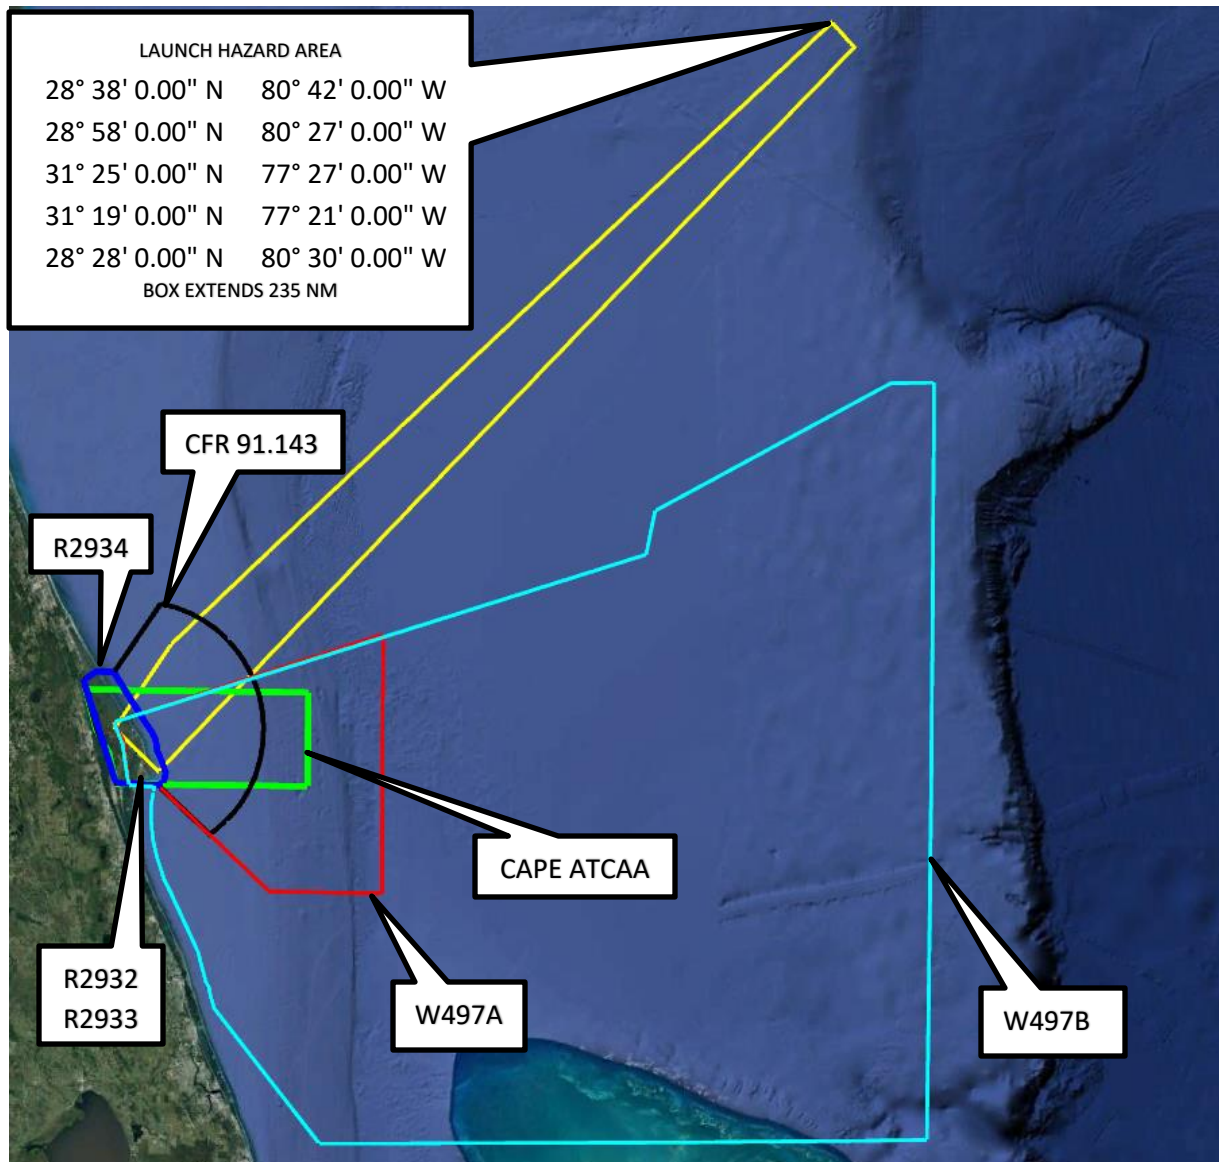 LAUNCH HAZARD AREA
28° 38' 0.00" N 80° 42' 0.00" W
28° 58' 0.00" N 80° 27' 0.00" W
31° 25' 0.00" N 77° 27' 0.00" W
31° 19' 0.00" N 77° 21' 0.00" W
28° 28' 0.00" N 80° 30' 0.00" W
BOX EXTENDS 235 NM
CFR 91.143
R2934
CAPE ATCAA
R2932
R2933
W497A
W497B